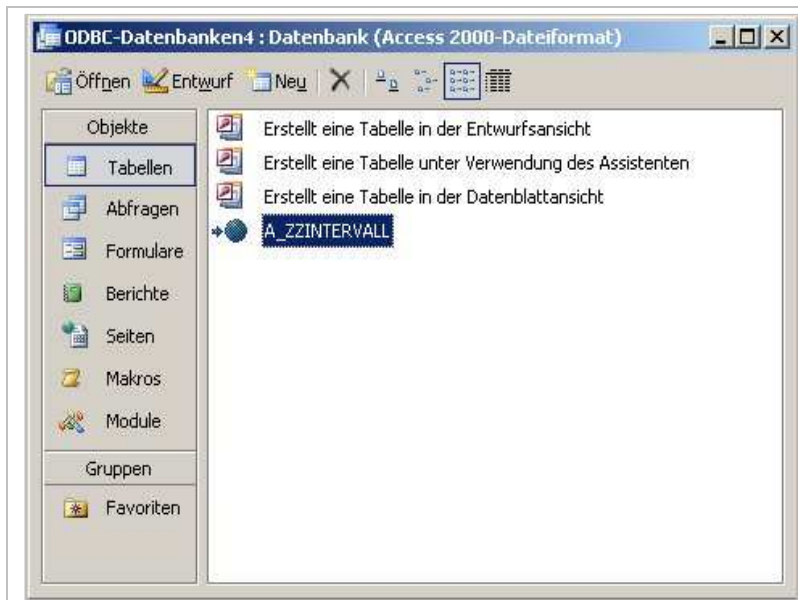 ODBC-Datenbanken4 : Datenbank (Access 2000-Dateiformat)
Öffnen Entwurf Neu
Objekte
Tabellen
Abfragen
Formulare
Berichte
Seiten
Makros
Module
Gruppen
Favoriten
Erstellt eine Tabelle in der Entwurfsansicht
Erstellt eine Tabelle unter Verwendung des Assistenten
Erstellt eine Tabelle in der Datenblattansicht
A_ZZINTERVALL